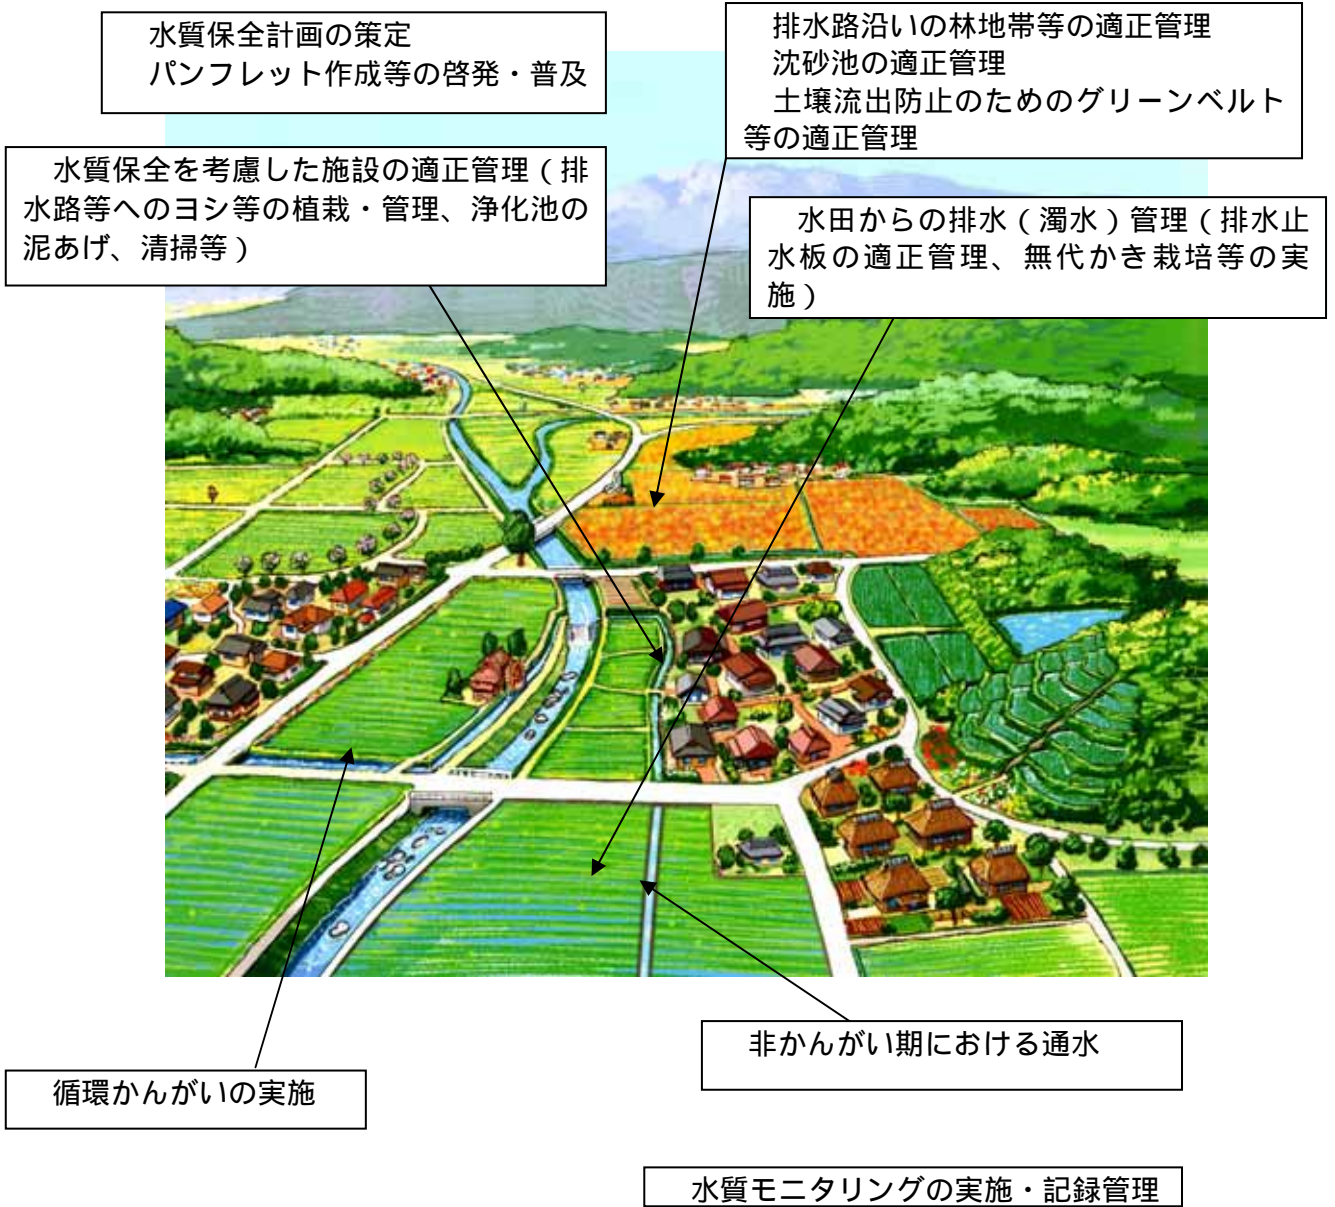 水質保全計画の策定
パンフレット作成等の啓発・普及
排水路沿いの林地帯等の適正管理
沈砂池の適正管理
土壌流出防止のためのグリーンベルト
等の適正管理
水質保全を考慮した施設の適正管理（排
水路等へのヨシ等の植栽・管理、浄化池の
泥あげ、清掃等）
水田からの排水（濁水）管理（排水止
水板の適正管理、無代かき栽培等の実
施）
非かんがい期における通水
循環かんがいの実施
水質モニタリングの実施・記録管理